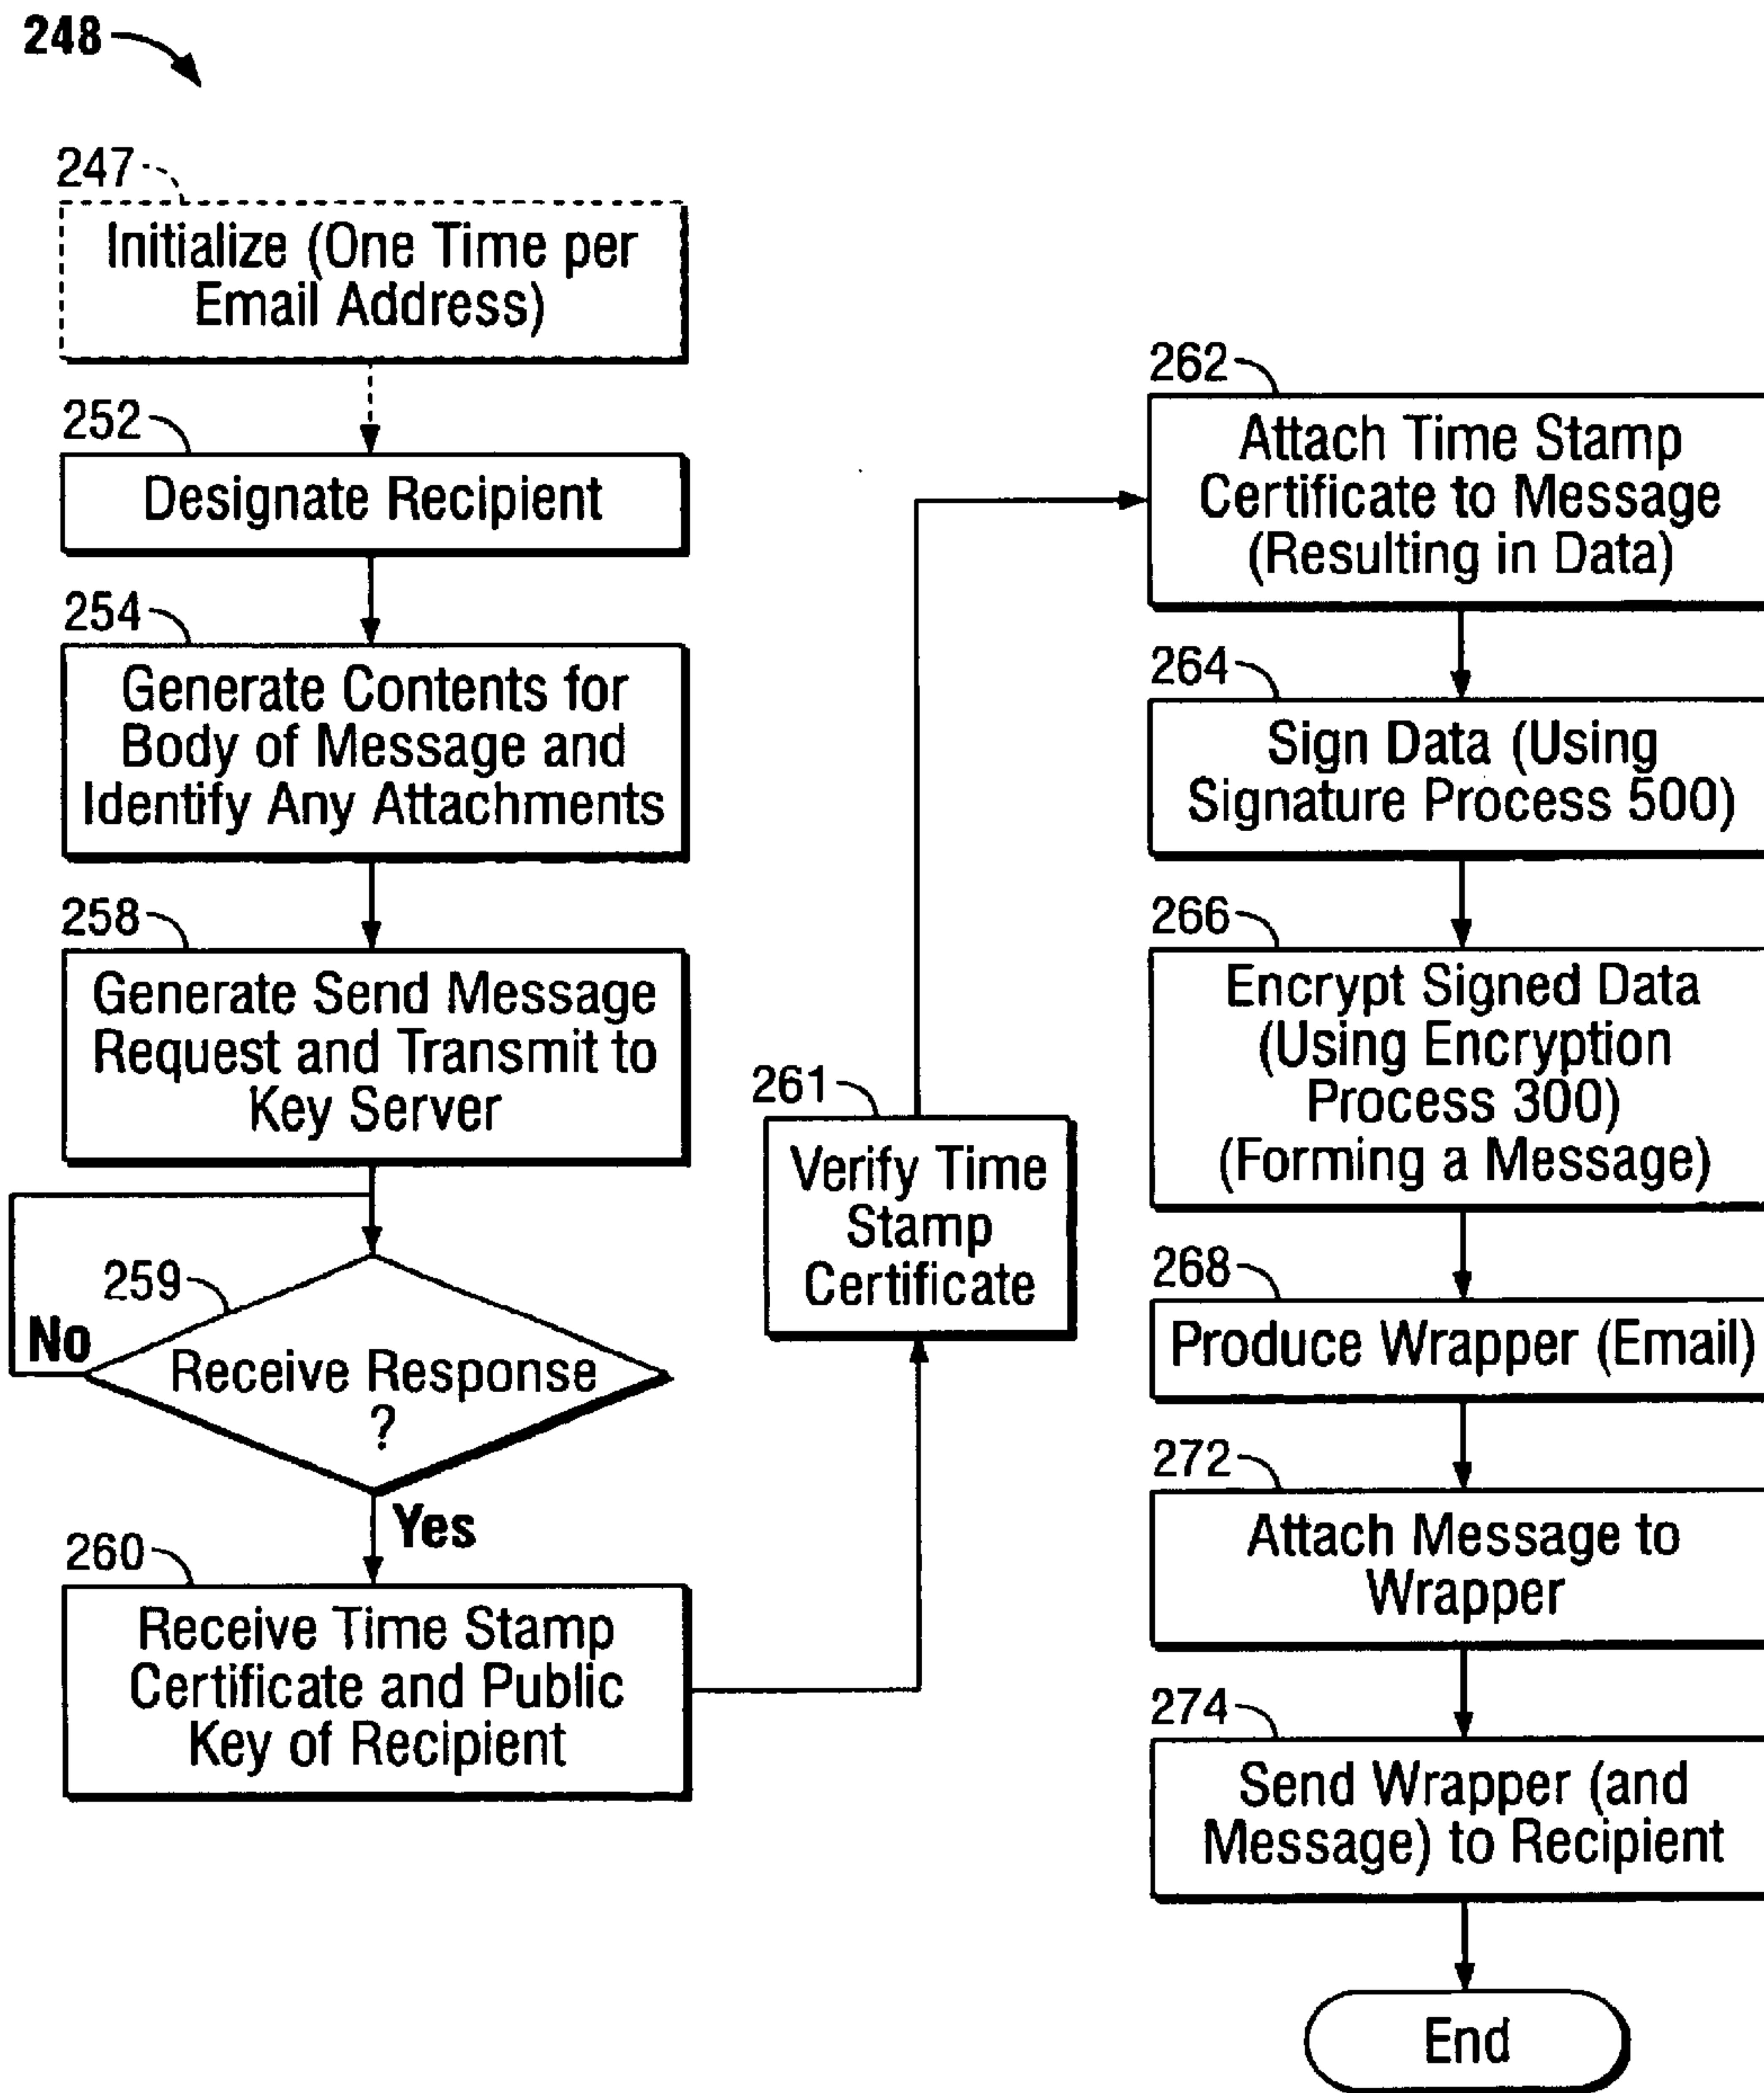 248
247
Initialize (One Time per
Email Address)
252
Designate Recipient
254
Generate Contents for
Body of Message and
Identify Any Attachments
258
Generate Send Message
Request and Transmit to
Key Server
259
No
Receive Response
?
Yes
260
Receive Time Stamp
Certificate and Public
Key of Recipient
261
Verify Time
Stamp
Certificate
262
Attach Time Stamp
Certificate to Message
(Resulting in Data)
264
Sign Data (Using
Signature Process 500)
266
Encrypt Signed Data
(Using Encryption
Process 300)
(Forming a Message)
268
Produce Wrapper (Email)
272
Attach Message to
Wrapper
274
Send Wrapper (and
Message) to Recipient
End